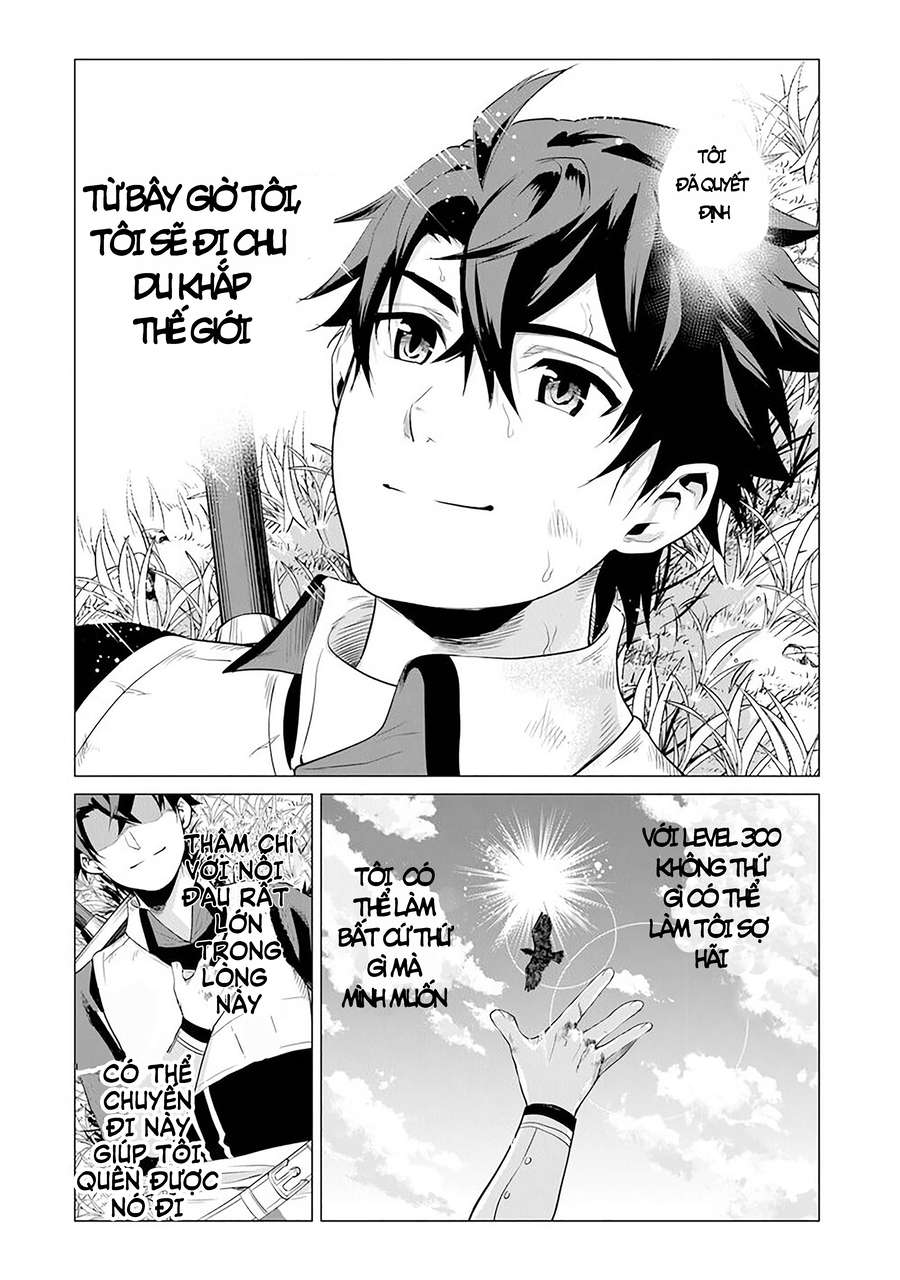 TÔI
ĐÃ QUYẾT
ĐỊNH
TỪ BÂY GIỜ TÔI,
TÔI SẼ ĐI CHU
DU KHẮP
THẾ GIỚI
VỚI LEVEL 300
KHÔNG THỨ
GÌ CÓ THỂ
LÀM TÔI SỢ
HÃI
TÔI CÓ
THỂ LÀM
BẤT CỨ THỨ
GÌ MÀ
MÌNH MUỐN
THẬM CHÍ
VỚI NỘI
ĐAU RẤT
LỚN
TRONG
LÒNG
NÀY
CÓ THỂ
CHUYẾN
ĐI NÀY
GIÚP TÔI
QUÊN ĐƯỢC
NÓ ĐI